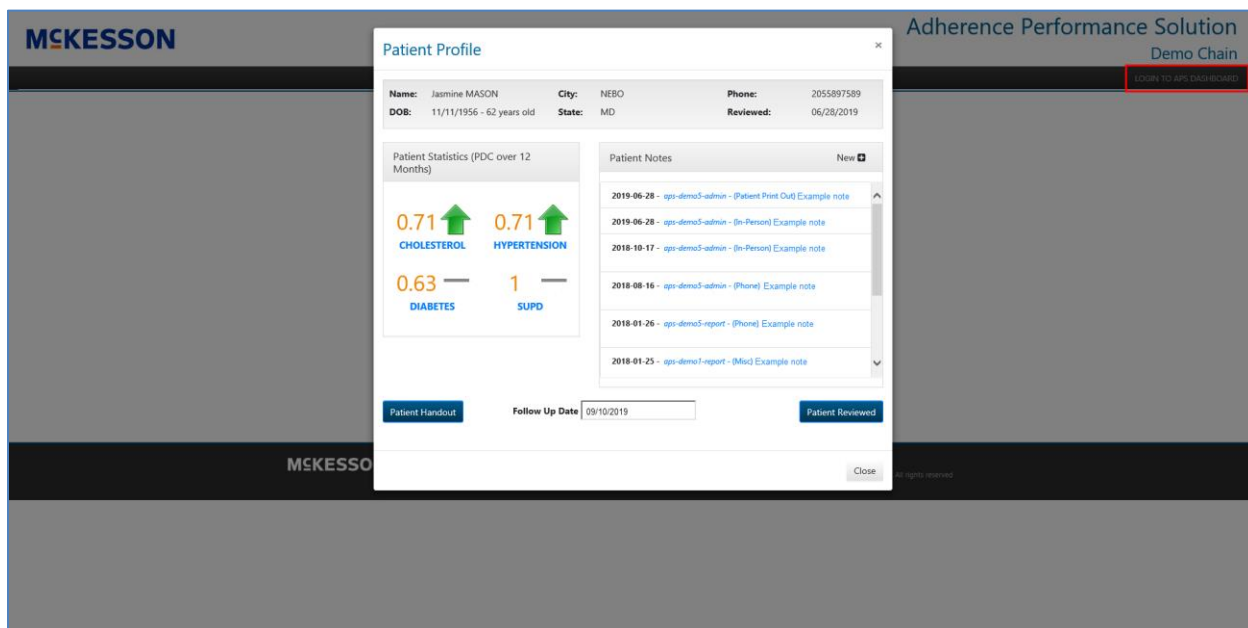 MCKESSON
Adherence Performance Solution
Demo Chain
LOGIN TO APS DASHBOARD
Patient Profile
×
Name: Jasmine MASON City: NEBO Phone: 2055897589
DOB: 11/11/1956 - 62 years old State: MD Reviewed: 06/28/2019
Patient Statistics (PDC over 12
Months)
0.71 0.71
CHOLESTEROL HYPERTENSION
0.63 1
DIABETES SUPD
Patient Notes New
2019-06-28 - aps-demo5-admin - (Patient Print Out) Example note
2019-06-28 - aps-demo5-admin - (In-Person) Example note
2018-10-17 - aps-demo5-admin - (In-Person) Example note
2018-08-16 - aps-demo5-admin - (Phone) Example note
2018-01-26 - aps-demo5-report - (Phone) Example note
2018-01-25 - aps-demo1-report - (Misc) Example note
Patient Handout Follow Up Date 09/10/2019 Patient Reviewed
Close
MCKESSO
All rights reserved